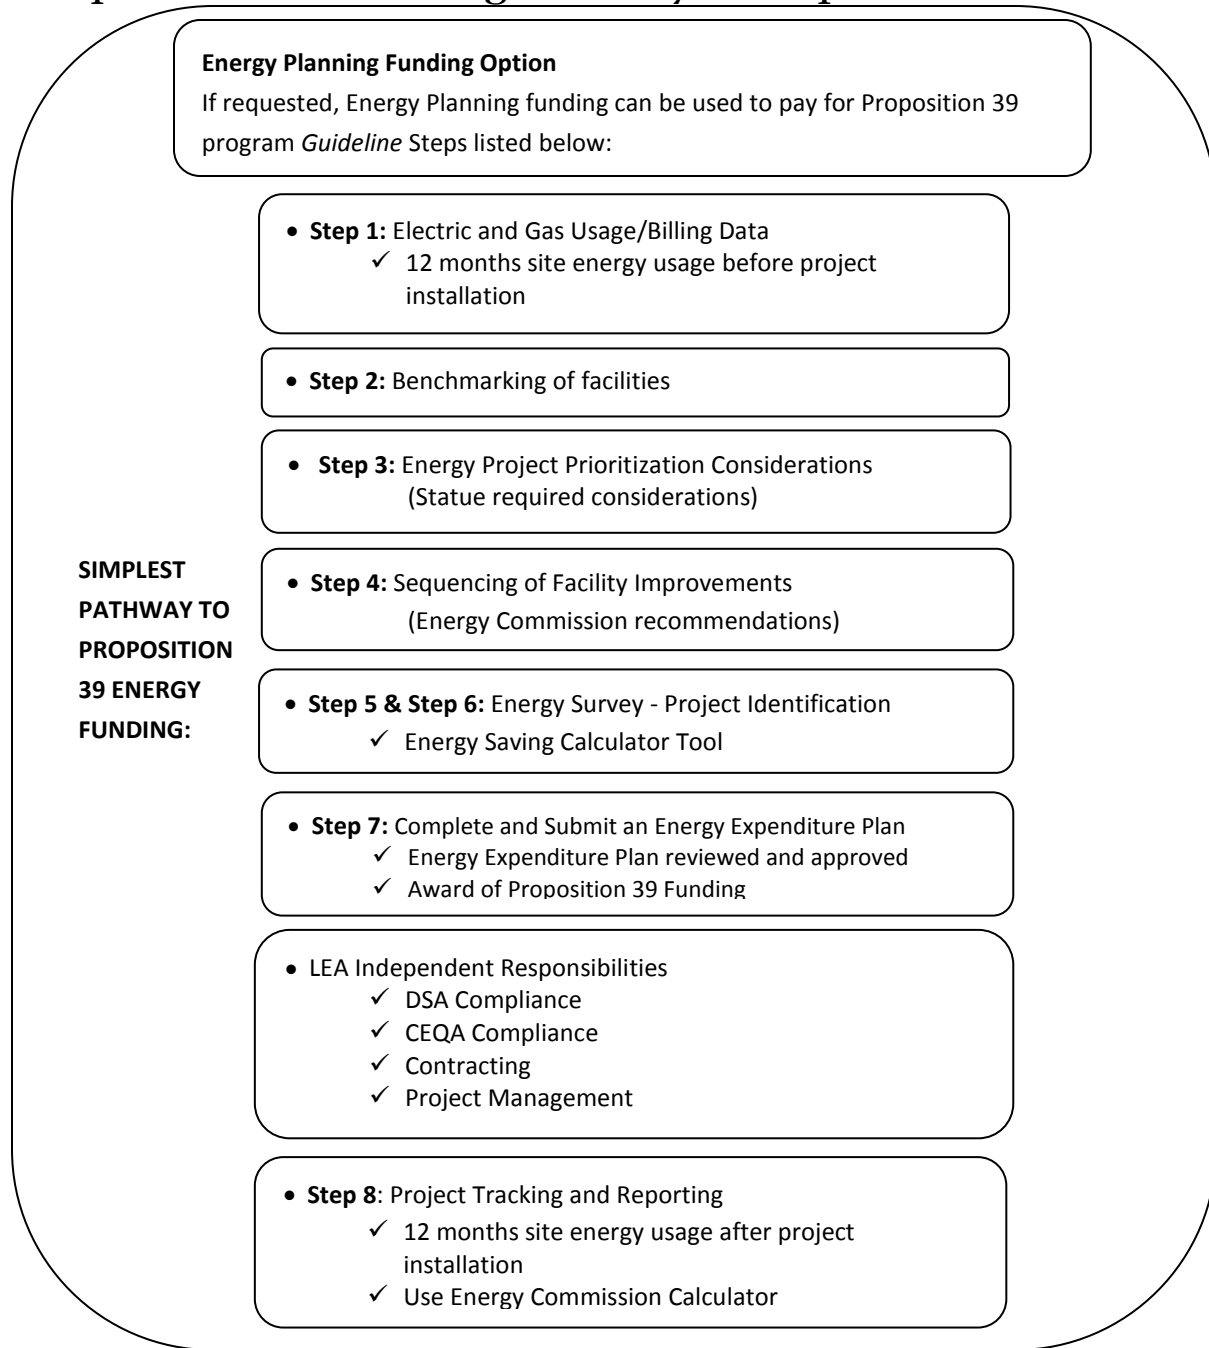 Energy Planning Funding Option
If requested, Energy Planning funding can be used to pay for Proposition 39
program Guideline Steps listed below:
• Step 1: Electric and Gas Usage/Billing Data
✓ 12 months site energy usage before project
installation
• Step 2: Benchmarking of facilities
• Step 3: Energy Project Prioritization Considerations
(Statue required considerations)
SIMPLEST
PATHWAY TO
PROPOSITION
39 ENERGY
FUNDING:
• Step 4: Sequencing of Facility Improvements
(Energy Commission recommendations)
• Step 5 & Step 6: Energy Survey - Project Identification
✓ Energy Saving Calculator Tool
• Step 7: Complete and Submit an Energy Expenditure Plan
✓ Energy Expenditure Plan reviewed and approved
✓ Award of Proposition 39 Funding
• LEA Independent Responsibilities
✓ DSA Compliance
✓ CEQA Compliance
✓ Contracting
✓ Project Management
• Step 8: Project Tracking and Reporting
✓ 12 months site energy usage after project
installation
✓ Use Energy Commission Calculator